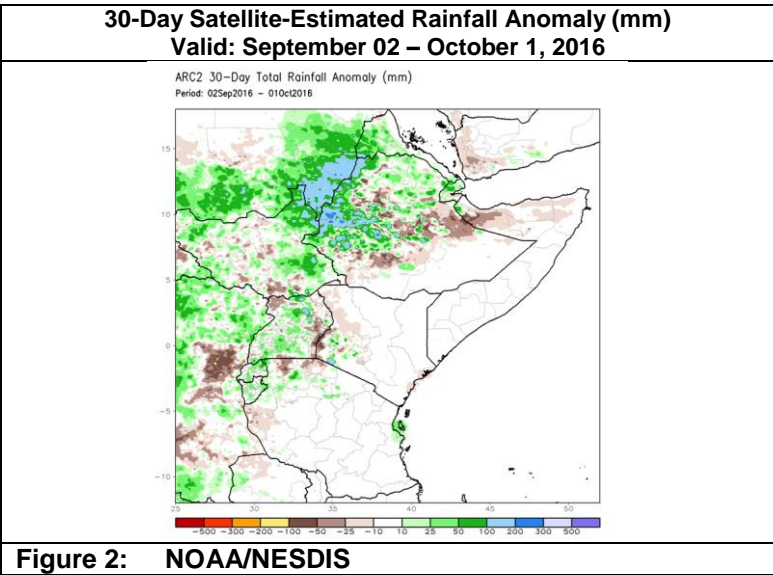 30-Day Satellite-Estimated Rainfall Anomaly (mm)
Valid: September 02 – October 1, 2016
ARC2 30-Day Total Rainfall Anomaly (mm)
Period: 02Sep2016 – 01Oct2016
15
10
5
0
-5
-10
25 30 35 40 45 50
-500 -300 -200 -100 -50 -25 -10 10 25 50 100 200 300 500
Figure 2: NOAA/NESDIS